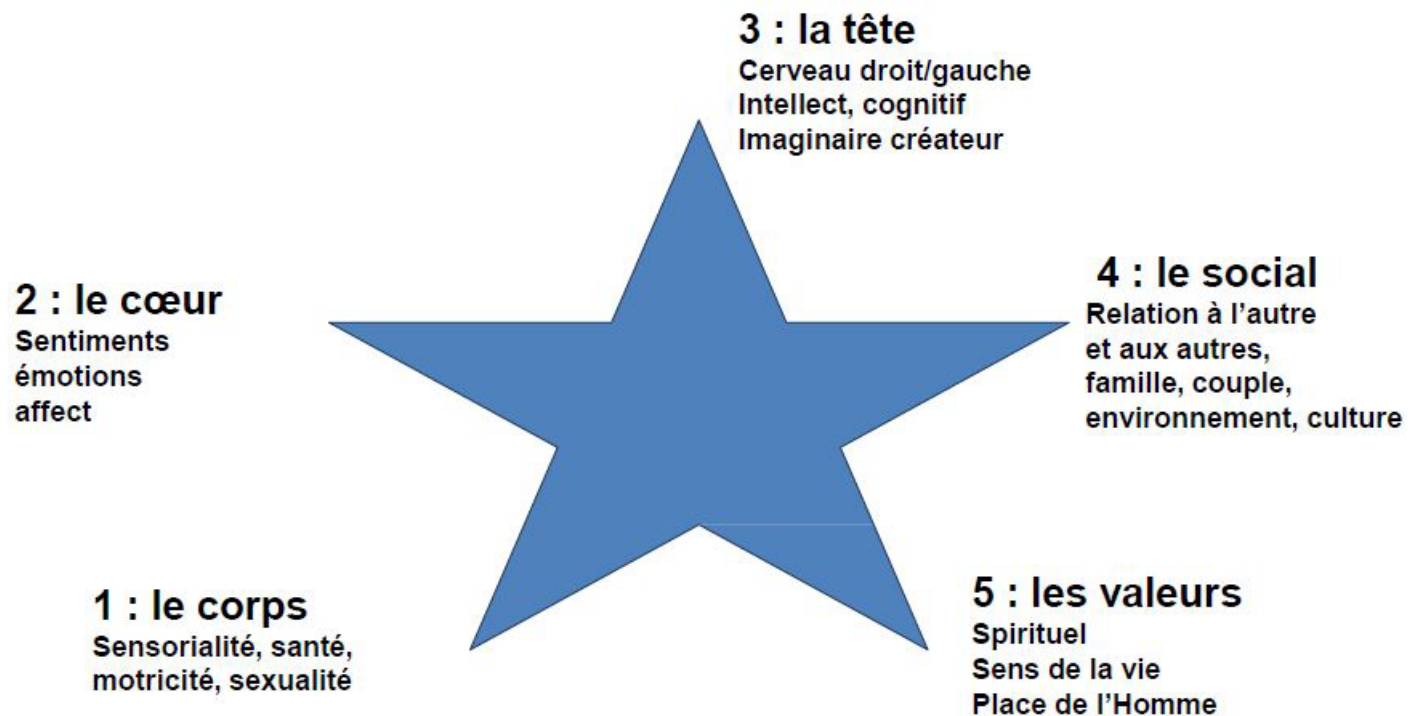 3 : la tête
Cerveau droit/gauche
Intellect, cognitif
Imaginaire créateur
2 : le cœur
Sentiments
émotions
affect
4 : le social
Relation à l'autre
et aux autres,
famille, couple,
environnement, culture
1 : le corps
Sensorialité, santé,
motricité, sexualité
5 : les valeurs
Spirituel
Sens de la vie
Place de l'Homme